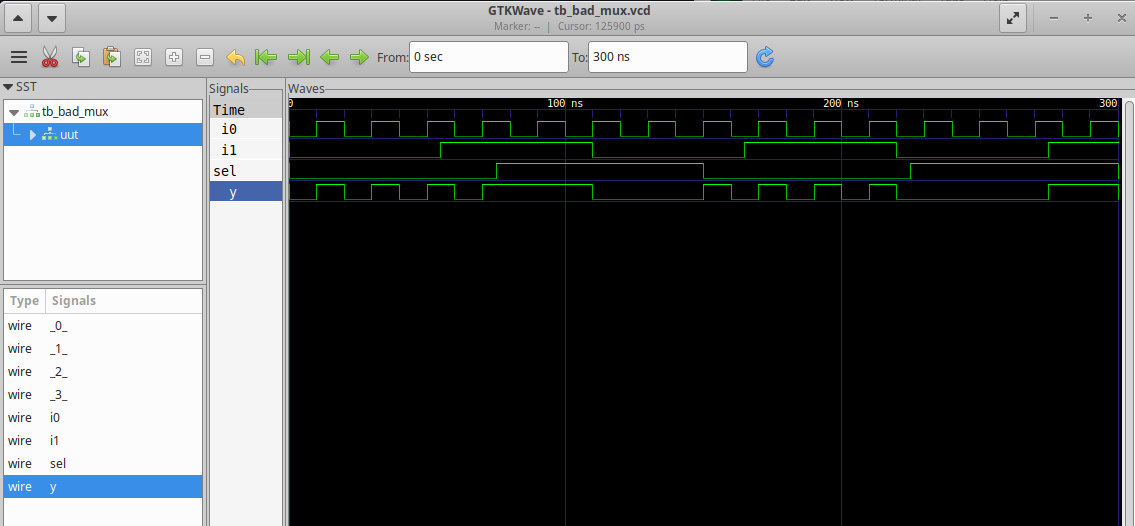 GTKWave - tb_bad_mux.vcd
Marker: -- | Cursor: 125900 ps
From: 0 sec To: 300 ns
SST
tb_bad_mux
uut
Type Signals
wire _0_
wire _1_
wire _2_
wire _3_
wire i0
wire i1
wire sel
wire y
Signals
Time
i0
i1
sel
y
Waves
0 100 ns 200 ns 300